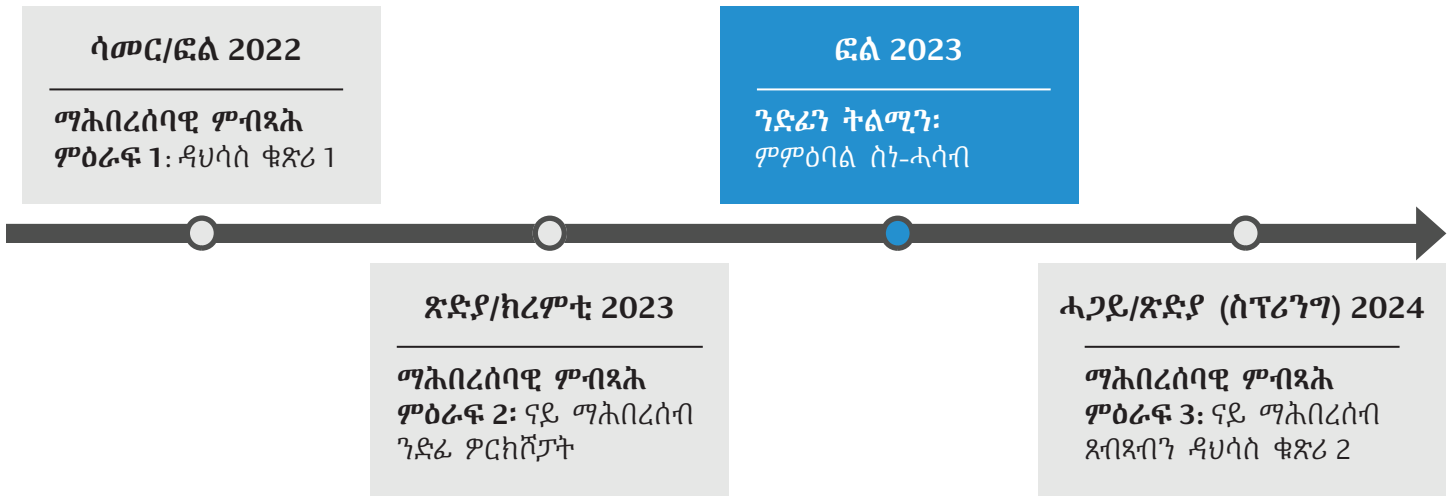 ሳመር/ፎል 2022
ማሕበረሰባዊ ምብጻሕ
ምዕራፍ 1: ዳህሳስ ቁጽሪ 1
ጽድያ/ክረምቲ 2023
ማሕበረሰባዊ ምብጻሕ
ምዕራፍ 2፡ ናይ ማሕበረሰብ
ንድፊ ዎርክሾፓት
ፎል 2023
ንድፊን ትልሚን፡
ምምዕባል ስነ-ሓሳብ
ሓጋይ/ጽድያ (ስፕሪንግ) 2024
ማሕበረሰባዊ ምብጻሕ
ምዕራፍ 3: ናይ ማሕበረሰብ
ጸብጻብን ዳህሳስ ቁጽሪ 2